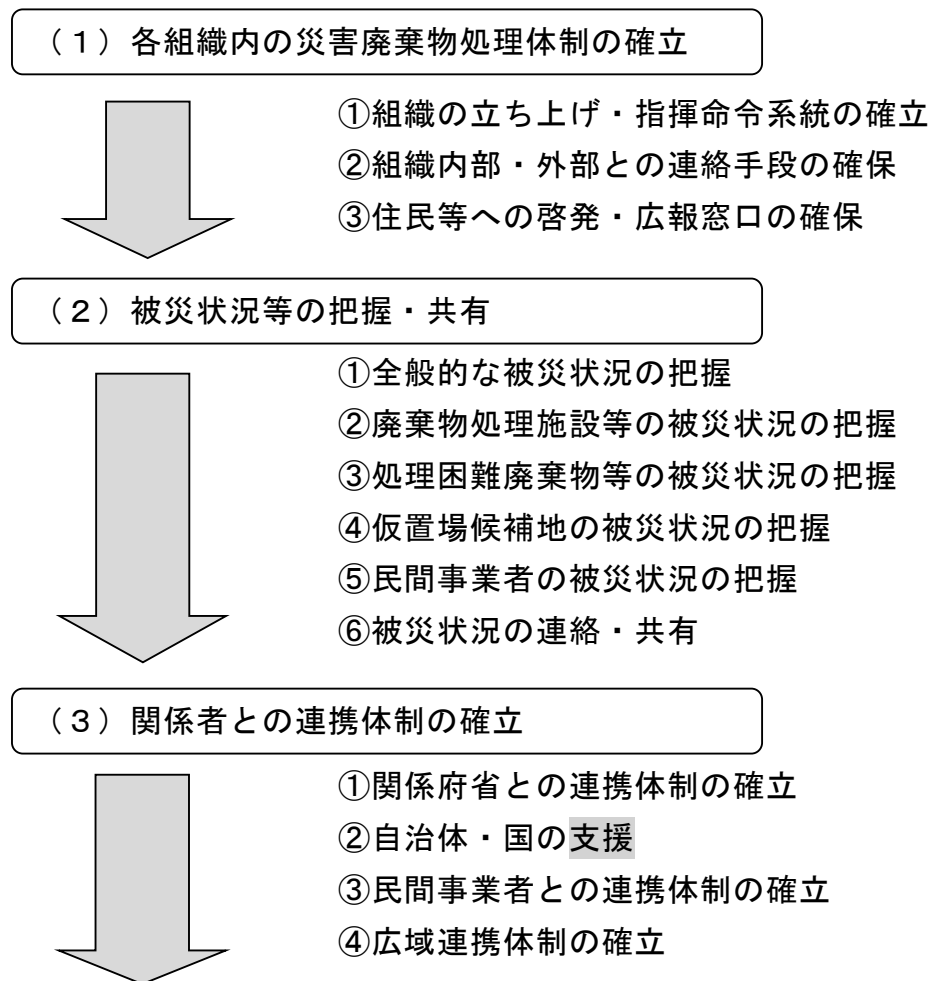 （１）各組織内の災害廃棄物処理体制の確立
①組織の立ち上げ・指揮命令系統の確立
②組織内部・外部との連絡手段の確保
③住民等への啓発・広報窓口の確保
（２）被災状況等の把握・共有
①全般的な被災状況の把握
②廃棄物処理施設等の被災状況の把握
③処理困難廃棄物等の被災状況の把握
④仮置場候補地の被災状況の把握
⑤民間事業者の被災状況の把握
⑥被災状況の連絡・共有
（３）関係者との連携体制の確立
①関係府省との連携体制の確立
②自治体・国の支援
③民間事業者との連携体制の確立
④広域連携体制の確立